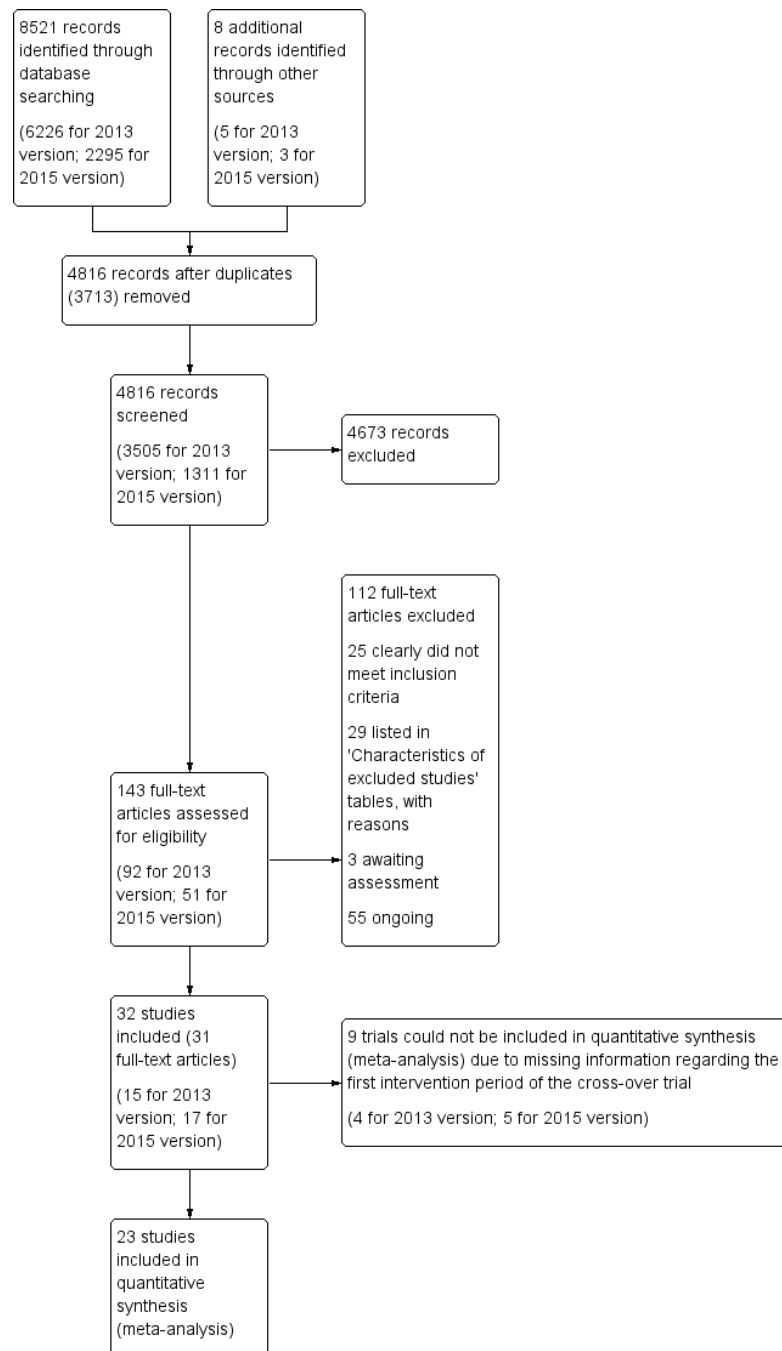 8521 records
identified through
database
searching
(6226 for 2013
version; 2295 for
2015 version)
8 additional
records identified
through other
sources
(5 for 2013
version; 3 for
2015 version)
4816 records after duplicates
(3713) removed
4816 records
screened
(3505 for 2013
version; 1311 for
2015 version)
4673 records
excluded
112 full-text
articles excluded
25 clearly did not
meet inclusion
criteria
29 listed in
'Characteristics of
excluded studies'
tables, with
reasons
3 awaiting
assessment
55 ongoing
143 full-text
articles assessed
for eligibility
(92 for 2013
version; 51 for
2015 version)
32 studies
included (31
full-text articles)
(15 for 2013
version; 17 for
2015 version)
9 trials could not be included in quantitative synthesis
(meta-analysis) due to missing information regarding the
first intervention period of the cross-over trial
(4 for 2013 version; 5 for 2015 version)
23 studies
included in
quantitative
synthesis
(meta-analysis)